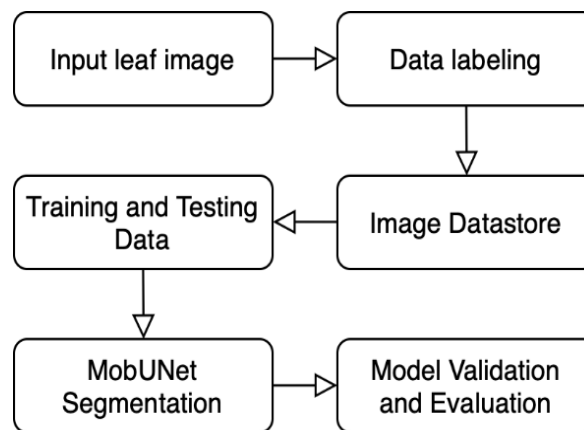 Input leaf image
Data labeling
Image Datastore
Training and Testing
Data
MobUNet
Segmentation
Model Validation
and Evaluation